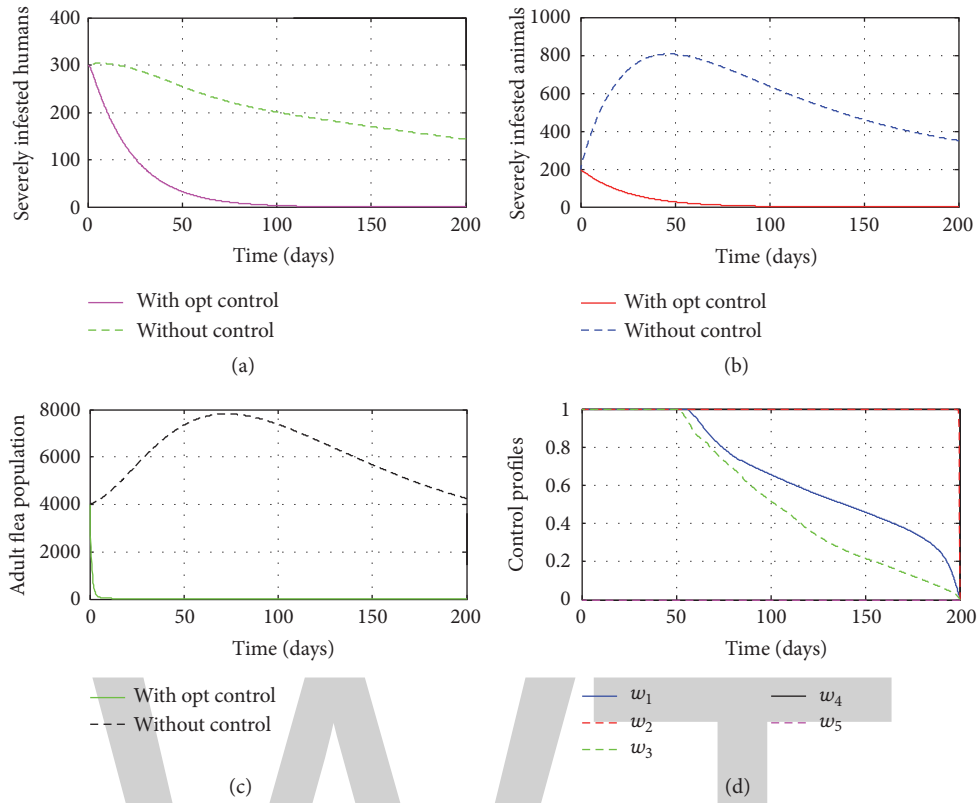 400
300
200
100
0
Severely infested humans
0 50 100 150 200
Time (days)
With opt control
Without control
(a)
1000
800
600
400
200
0
Severely infested animals
0 50 100 150 200
Time (days)
With opt control
Without control
(b)
8000
6000
4000
2000
0
Adult flea population
0 50 100 150 200
Time (days)
With opt control
Without control
(c)
1
0.8
0.6
0.4
0.2
0
Control profiles
0 50 100 150 200
Time (days)
w₁
w₂
w₃
w₄
w₅
(d)
WT